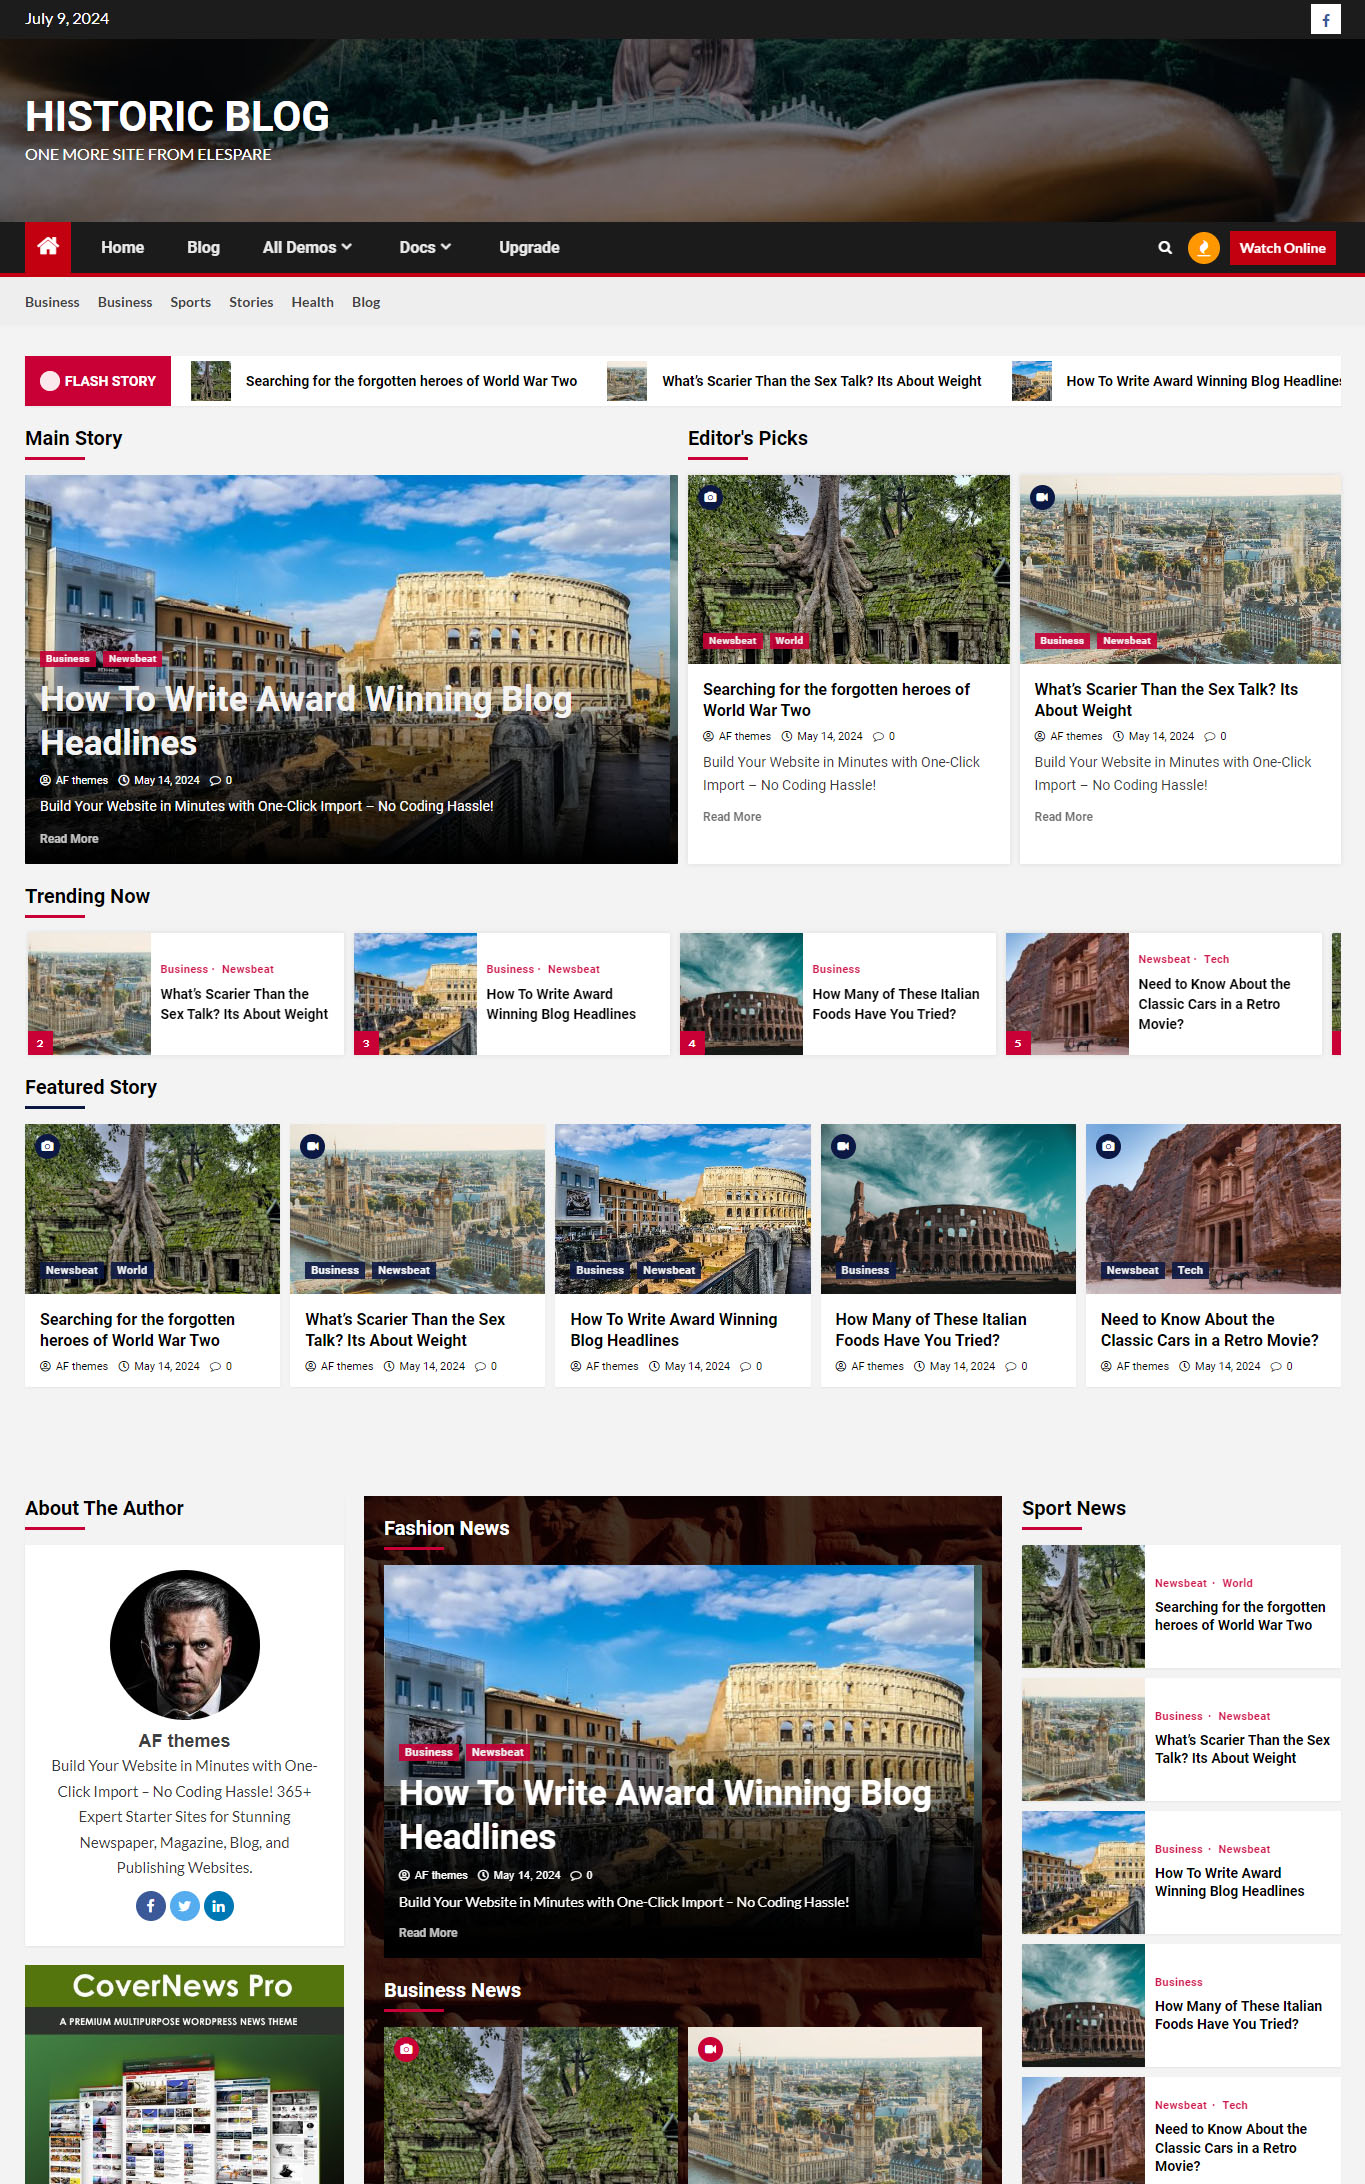 July 9, 2024
HISTORIC BLOG
ONE MORE SITE FROM ELESPARE
Home Blog All Demos Docs Upgrade Watch Online
Business Business Sports Stories Health Blog
FLASH STORY Searching for the forgotten heroes of World War Two What's Scarier Than the Sex Talk? Its About Weight How To Write Award Winning Blog Headlines
Main Story
Business Newsbeat
How To Write Award Winning Blog
Headlines
AF themes May 14, 2024 0
Build Your Website in Minutes with One-Click Import – No Coding Hassle!
Read More
Editor's Picks
Newsbeat World
Searching for the forgotten heroes of
World War Two
AF themes May 14, 2024 0
Build Your Website in Minutes with One-Click
Import – No Coding Hassle!
Read More
Business Newsbeat
What's Scarier Than the Sex Talk? Its
About Weight
AF themes May 14, 2024 0
Build Your Website in Minutes with One-Click
Import – No Coding Hassle!
Read More
Trending Now
2
Business · Newsbeat
What's Scarier Than the
Sex Talk? Its About Weight
3
Business · Newsbeat
How To Write Award
Winning Blog Headlines
4
Business
How Many of These Italian
Foods Have You Tried?
5
Newsbeat · Tech
Need to Know About the
Classic Cars in a Retro
Movie?
Featured Story
Newsbeat World
Searching for the forgotten
heroes of World War Two
AF themes May 14, 2024 0
Business Newsbeat
What's Scarier Than the Sex
Talk? Its About Weight
AF themes May 14, 2024 0
Business Newsbeat
How To Write Award Winning
Blog Headlines
AF themes May 14, 2024 0
Business
How Many of These Italian
Foods Have You Tried?
AF themes May 14, 2024 0
Newsbeat Tech
Need to Know About the
Classic Cars in a Retro Movie?
AF themes May 14, 2024 0
About The Author
AF themes
Build Your Website in Minutes with One-
Click Import – No Coding Hassle! 365+
Expert Starter Sites for Stunning
Newspaper, Magazine, Blog, and
Publishing Websites.
CoverNews Pro
A PREMIUM MULTIPURPOSE WORDPRESS NEWS THEME
Fashion News
Business Newsbeat
How To Write Award Winning Blog
Headlines
AF themes May 14, 2024 0
Build Your Website in Minutes with One-Click Import – No Coding Hassle!
Read More
Business News
Sport News
Newsbeat · World
Searching for the forgotten
heroes of World War Two
Business · Newsbeat
What's Scarier Than the Sex
Talk? Its About Weight
Business · Newsbeat
How To Write Award
Winning Blog Headlines
Business
How Many of These Italian
Foods Have You Tried?
Newsbeat · Tech
Need to Know About the
Classic Cars in a Retro
Movie?